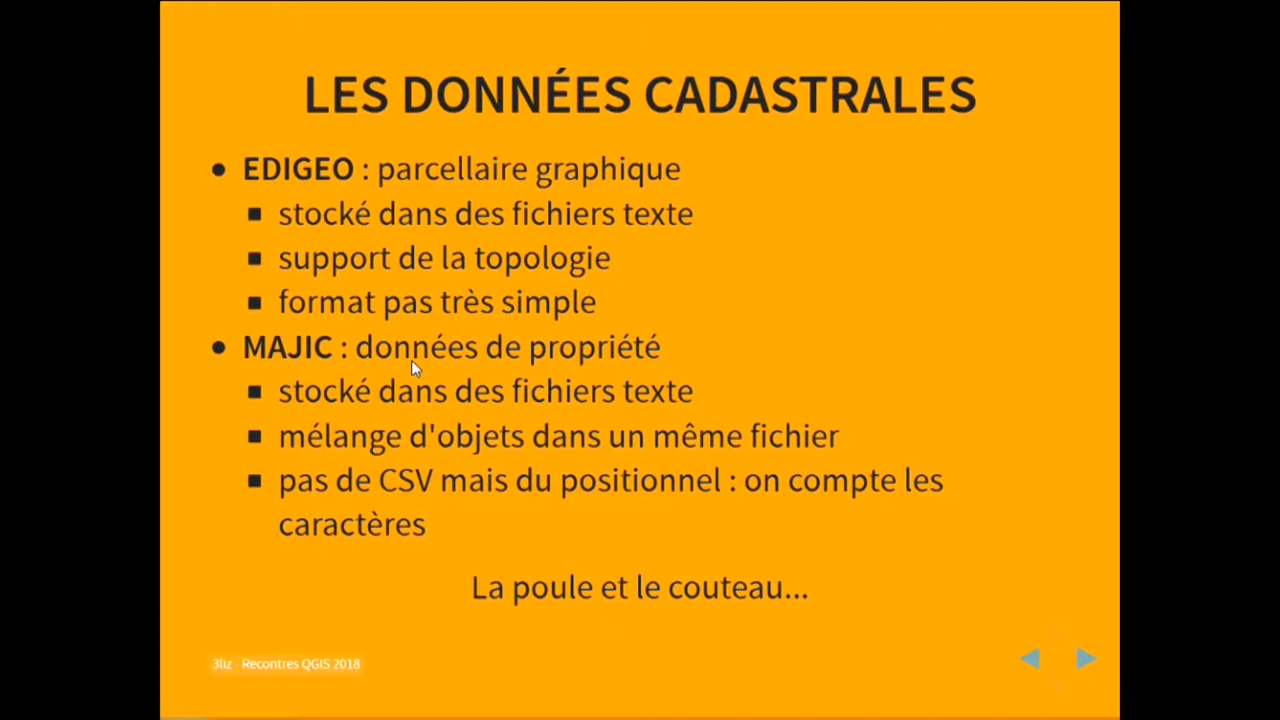 LES DONNÉES CADASTRALES
• EDIGEO : parcellaire graphique
▪ stocké dans des fichiers texte
▪ support de la topologie
▪ format pas très simple
• MAJIC : données de propriété
▪ stocké dans des fichiers texte
▪ mélange d'objets dans un même fichier
▪ pas de CSV mais du positionnel : on compte les
caractères
La poule et le couteau...
3liz - Recontres QGIS 2018